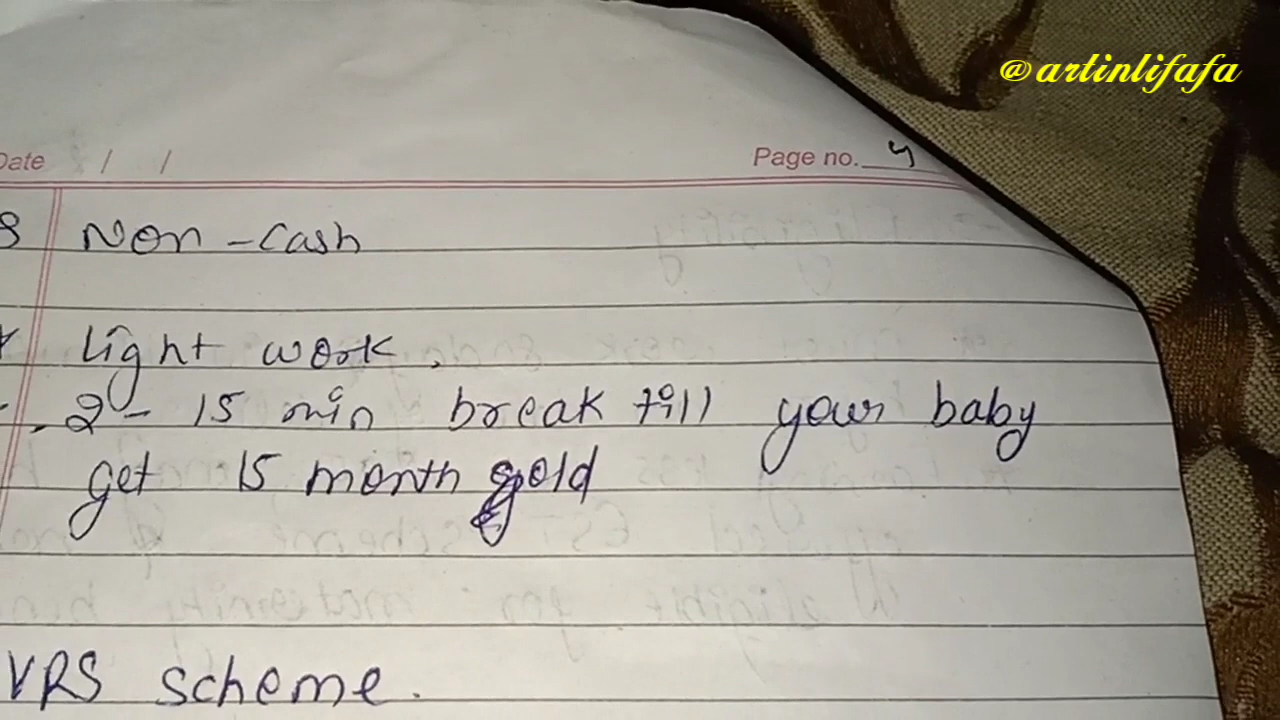 @artinlifafa
Date / /
Page no. 4
8 Non-Cash
Light work.
2-15 min break till your baby
get 15 month gold
VRS scheme.